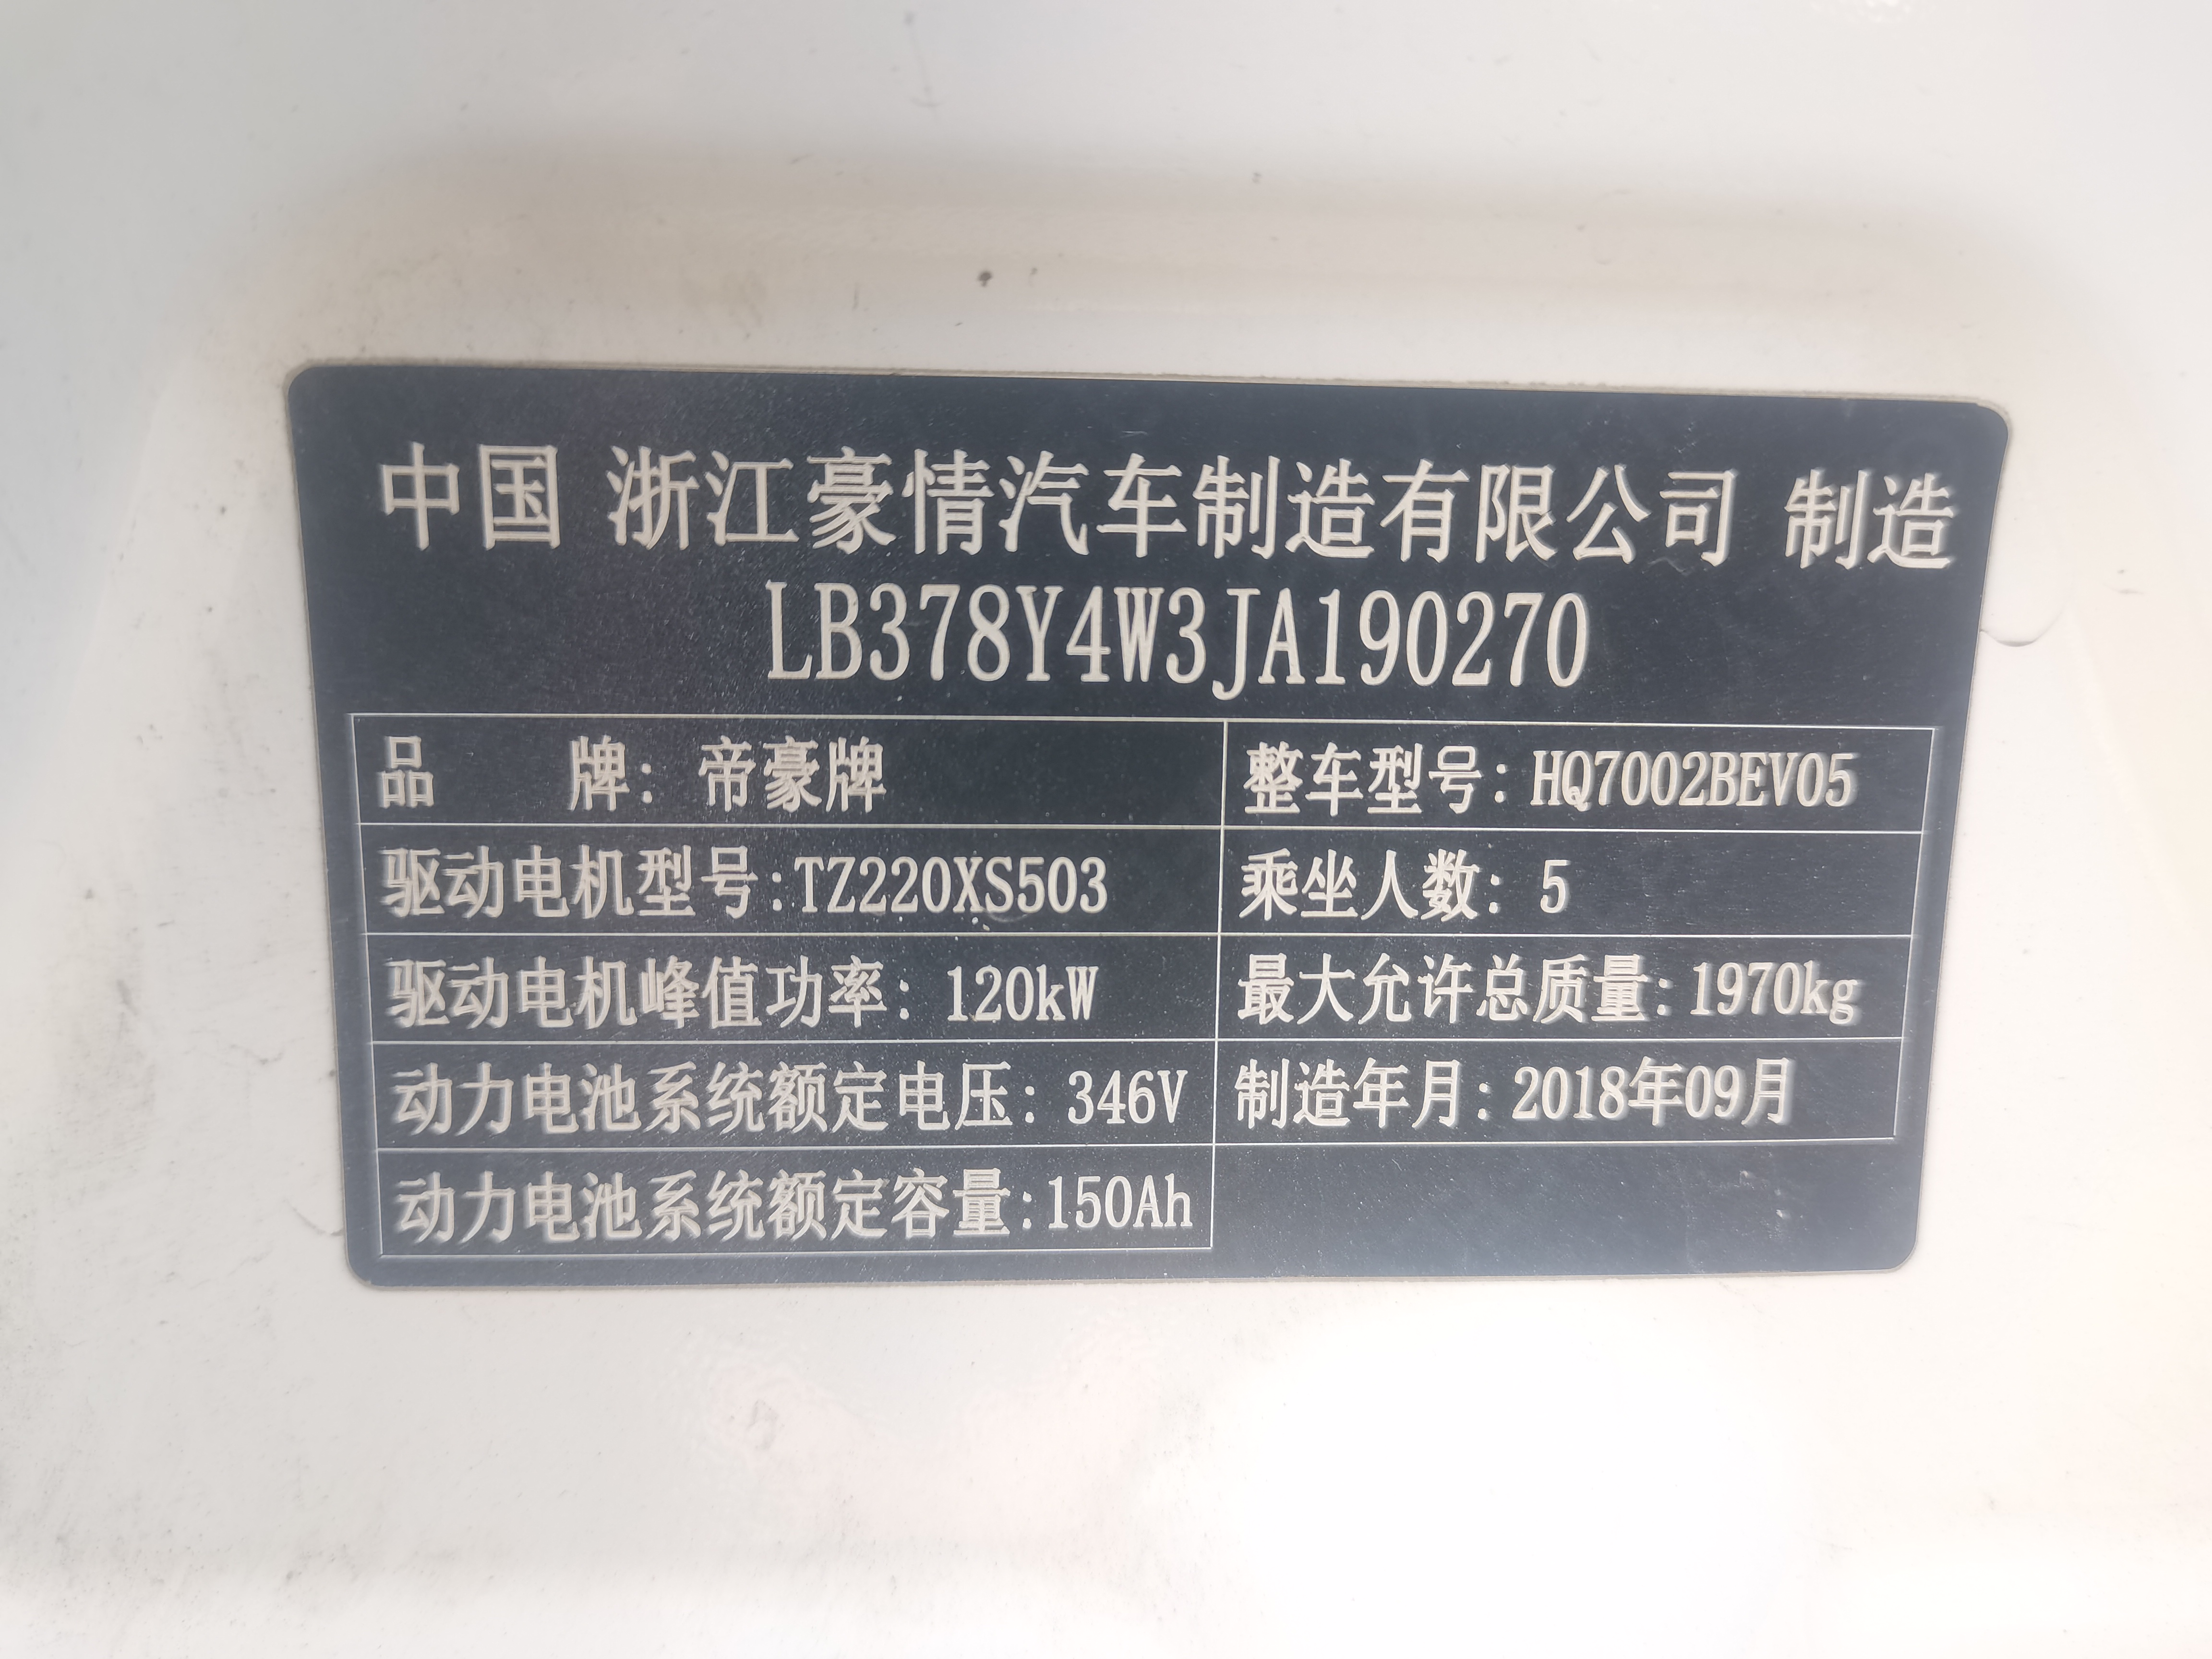 中国 浙江豪情汽车制造有限公司 制造
LB378Y4W3JA190270
品 牌: 帝豪牌 整车型号: HQ7002BEV05
驱动电机型号:TZ220XS503 乘坐人数: 5
驱动电机峰值功率: 120kW 最大允许总质量: 1970kg
动力电池系统额定电压: 346V 制造年月: 2018年09月
动力电池系统额定容量:150Ah